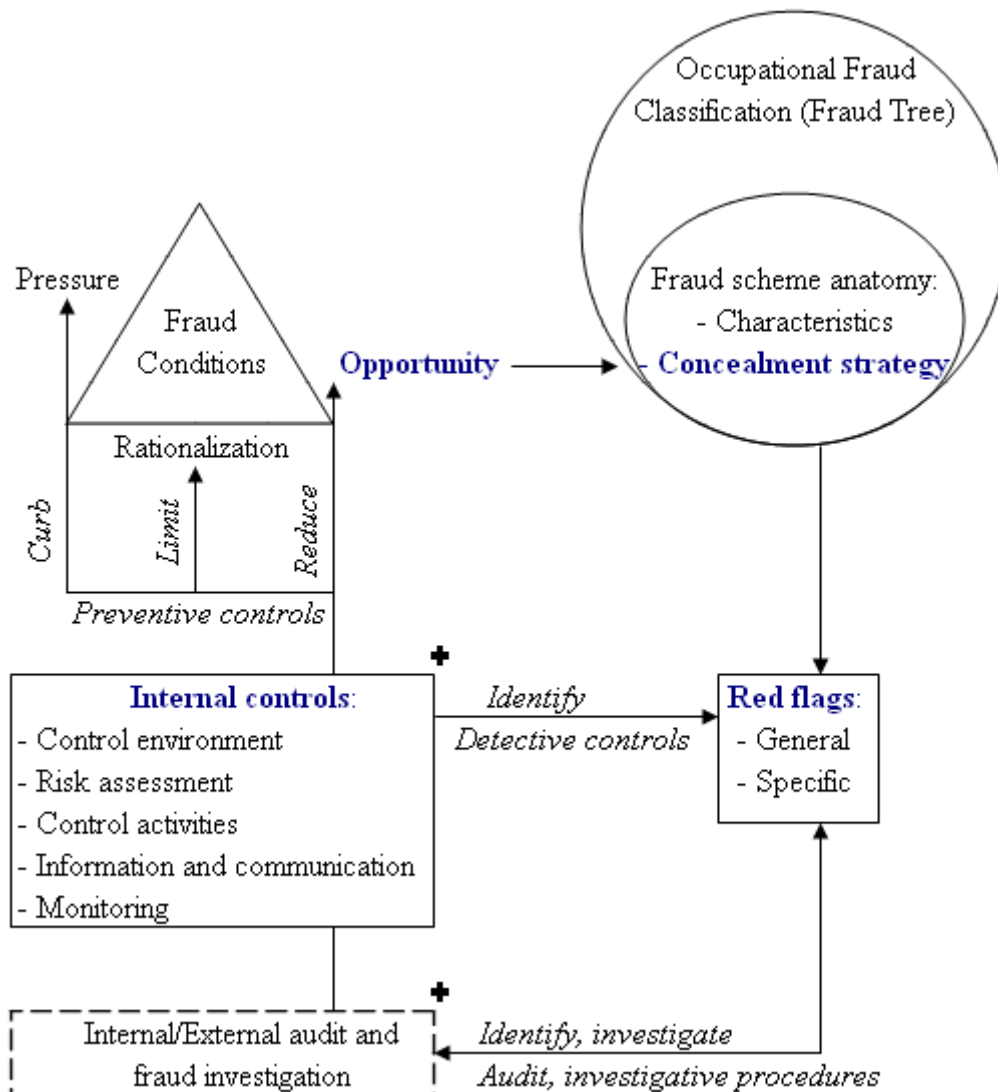 Occupational Fraud
Classification (Fraud Tree)
Pressure
Fraud
Conditions
Fraud scheme anatomy:
- Characteristics
- Concealment strategy
Opportunity
Rationalization
Curb
Limit
Reduce
Preventive controls
Internal controls:
- Control environment
- Risk assessment
- Control activities
- Information and communication
- Monitoring
Identify
Detective controls
Red flags:
- General
- Specific
Internal/External audit and
fraud investigation
Identify, investigate
Audit, investigative procedures